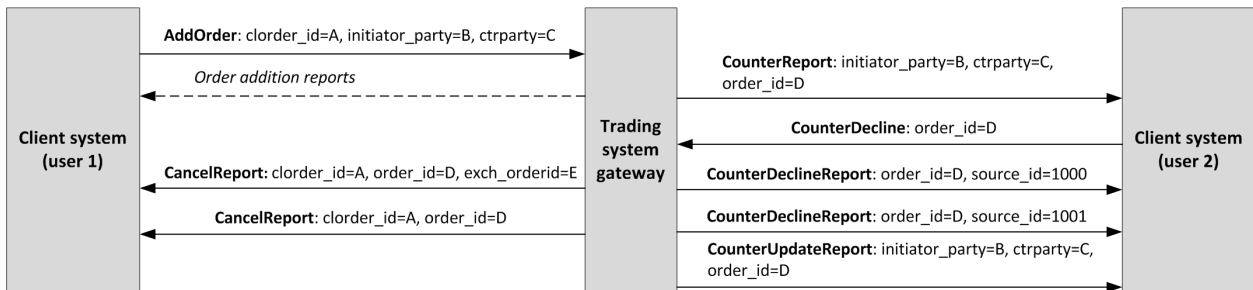 AddOrder: clorder_id=A, initiator_party=B, ctrparty=C
Order addition reports
CounterReport: initiator_party=B, ctrparty=C,
order_id=D
Client system
(user 1)
Trading
system
gateway
Client system
(user 2)
CounterDecline: order_id=D
CancelReport: clorder_id=A, order_id=D, exch_orderid=E
CounterDeclineReport: order_id=D, source_id=1000
CancelReport: clorder_id=A, order_id=D
CounterDeclineReport: order_id=D, source_id=1001
CounterUpdateReport: initiator_party=B, ctrparty=C,
order_id=D